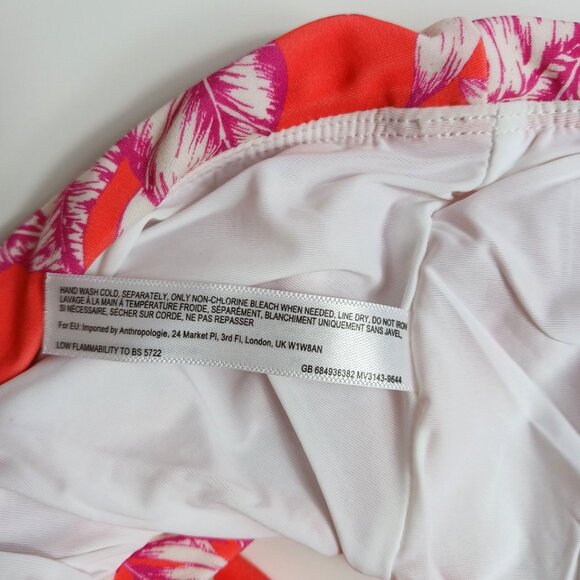 HAND WASH COLD, SEPARATELY, ONLY NON-CHLORINE BLEACH WHEN NEEDED, LINE DRY, DO NOT IRON
LAVAGE À LA MAIN À TEMPÉRATURE FROIDE, SÉPARÉMENT, BLANCHIMENT UNIQUEMENT SANS JAVEL,
SI NÉCESSAIRE, SÉCHER SUR CORDE, NE PAS REPASSER
For EU: Imported by Anthropologie, 24 Market Pl, 3rd Fl, London, UK W1W8AN
LOW FLAMMABILITY TO BS 5722
GB 684936382 MV3143-9644